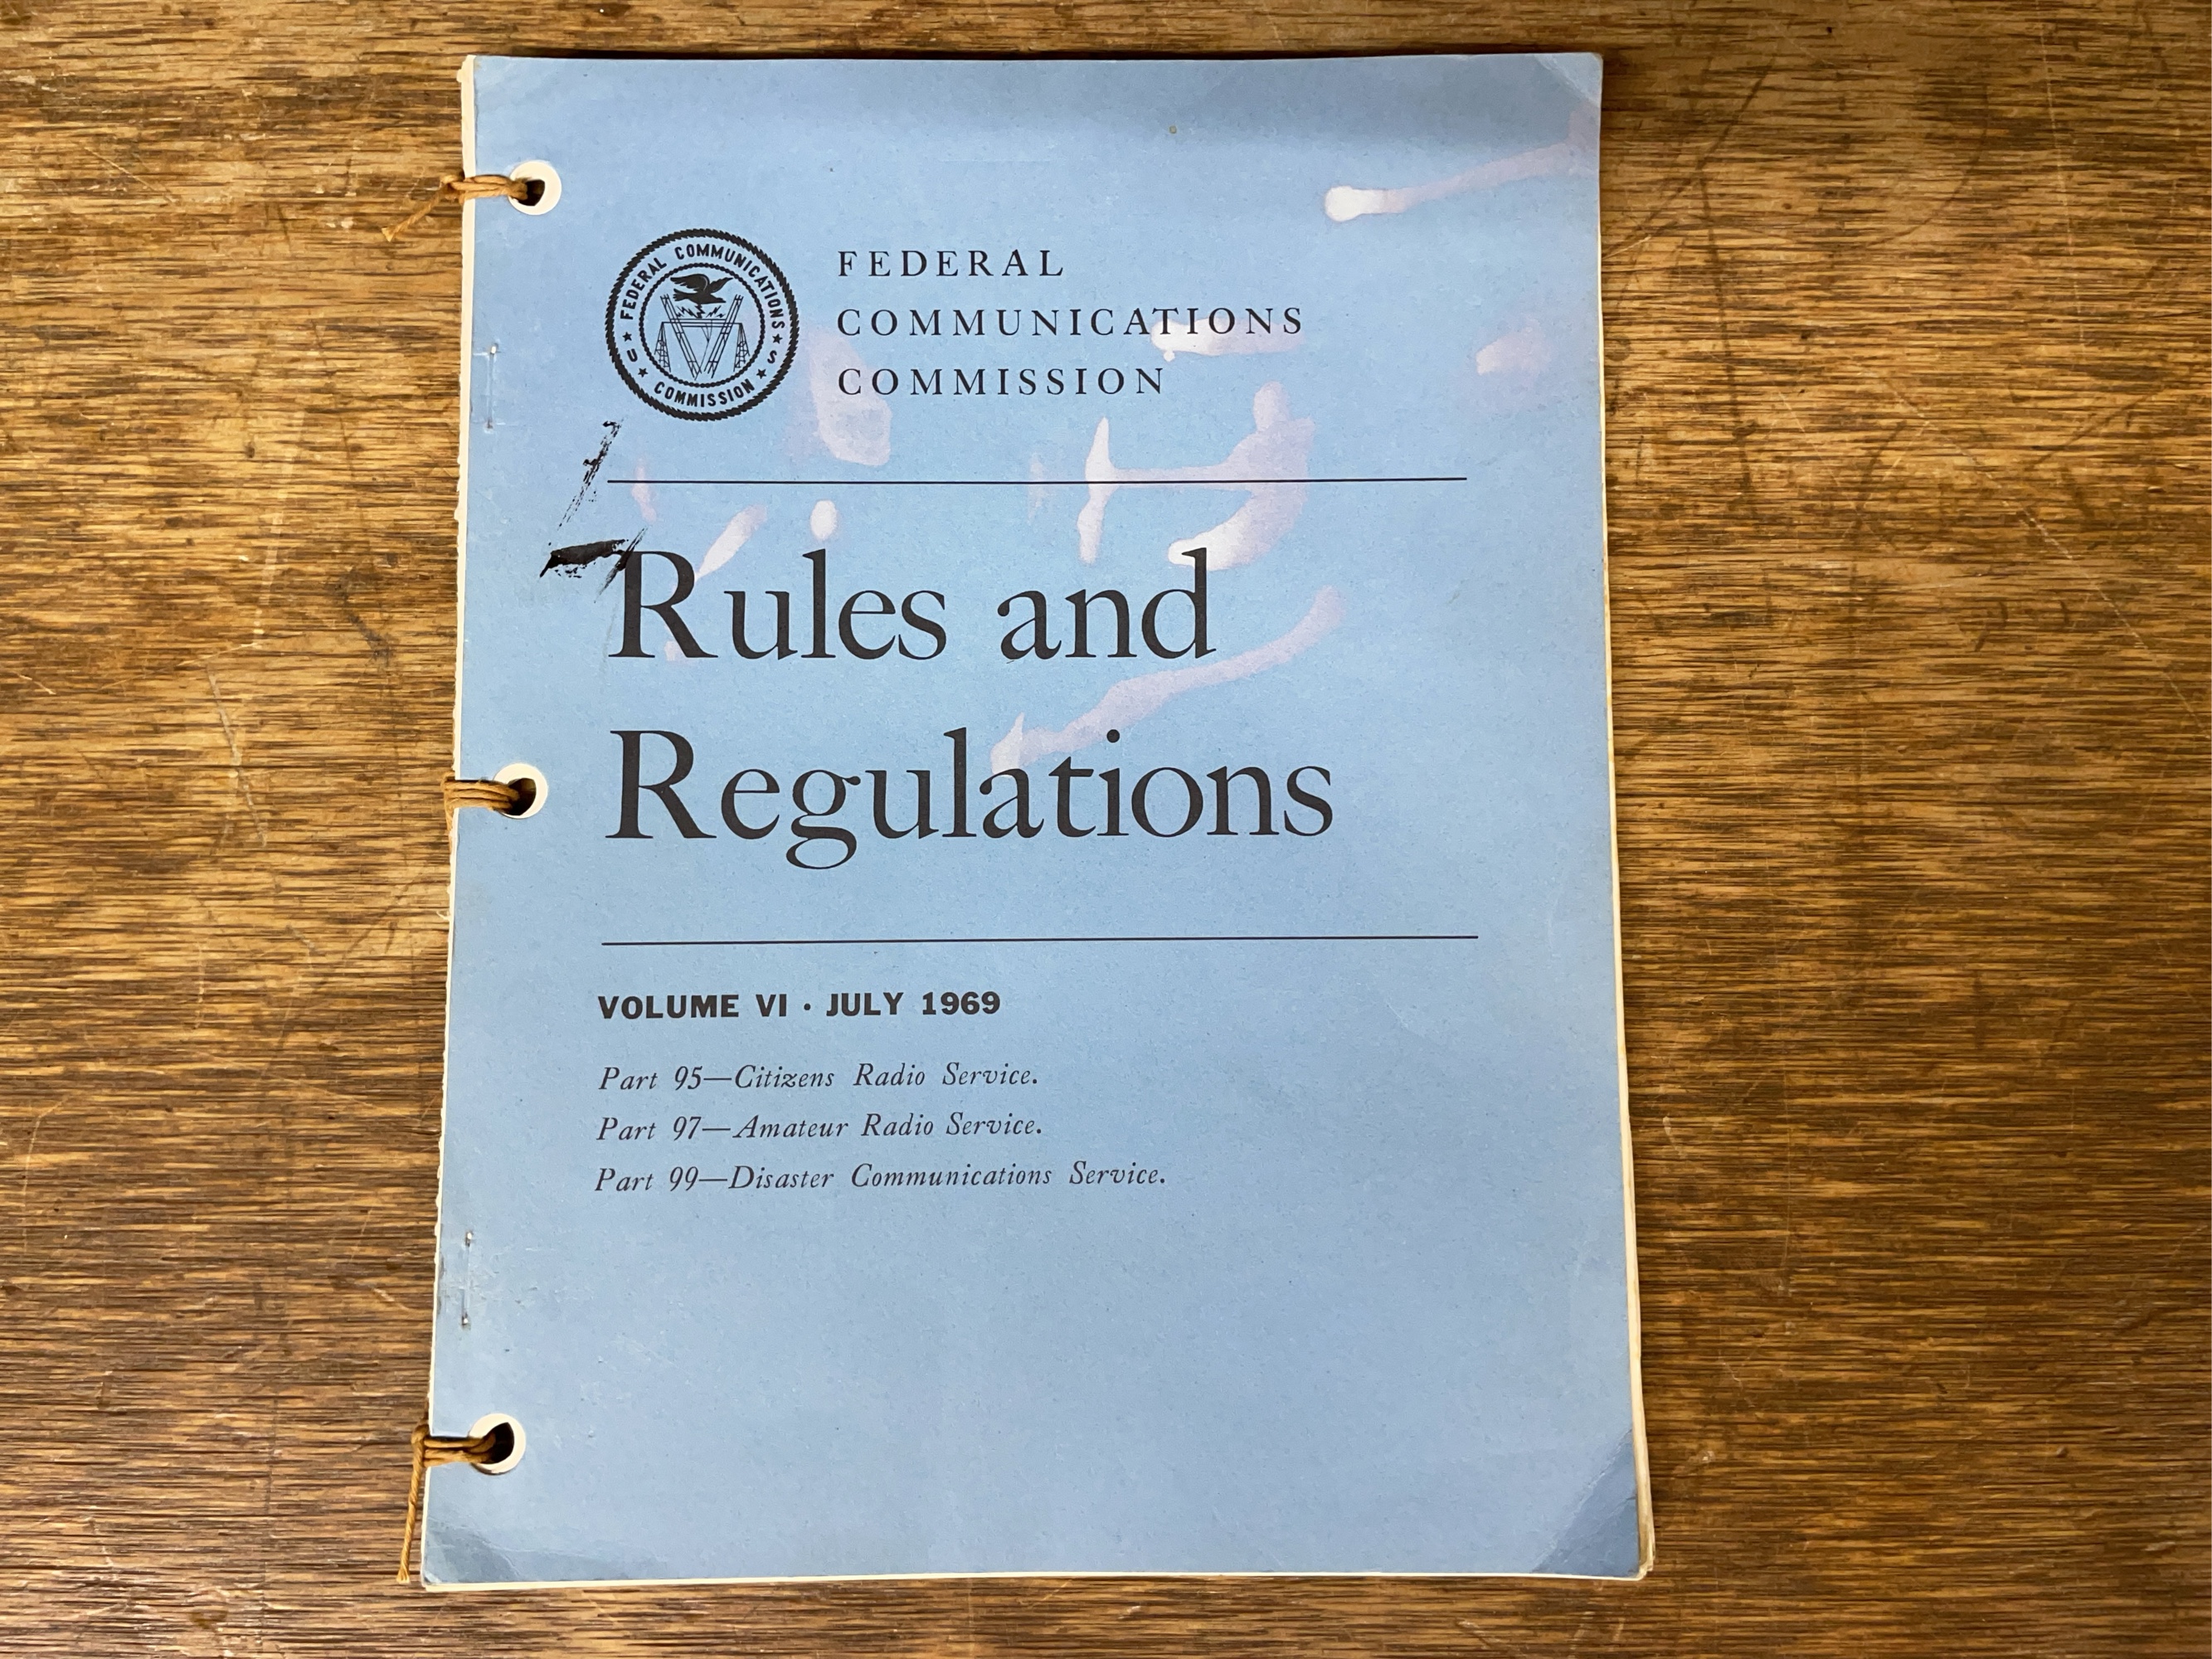 FEDERAL COMMUNICATIONS
U S
COMMISSION
FEDERAL
COMMUNICATIONS
COMMISSION
Rules and
Regulations
VOLUME VI · JULY 1969
Part 95—Citizens Radio Service.
Part 97—Amateur Radio Service.
Part 99—Disaster Communications Service.